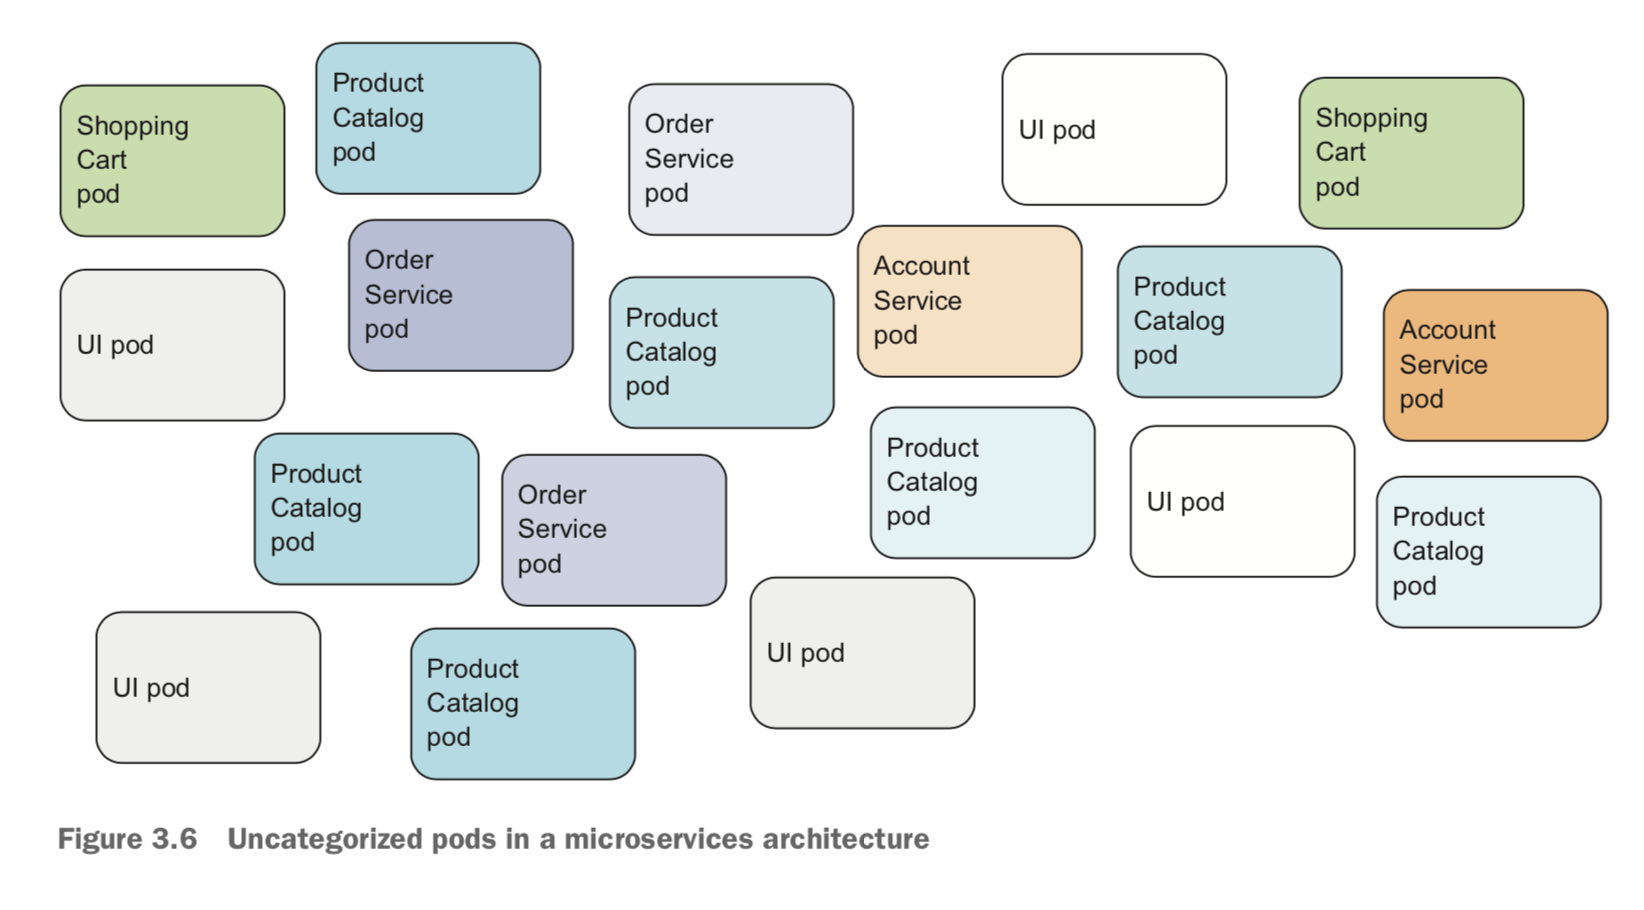 Shopping
Cart
pod
Product
Catalog
pod
Order
Service
pod
UI pod
Shopping
Cart
pod
UI pod
Order
Service
pod
Product
Catalog
pod
Account
Service
pod
Product
Catalog
pod
Account
Service
pod
Product
Catalog
pod
Order
Service
pod
Product
Catalog
pod
UI pod
Product
Catalog
pod
UI pod
Product
Catalog
pod
UI pod
Figure 3.6 Uncategorized pods in a microservices architecture